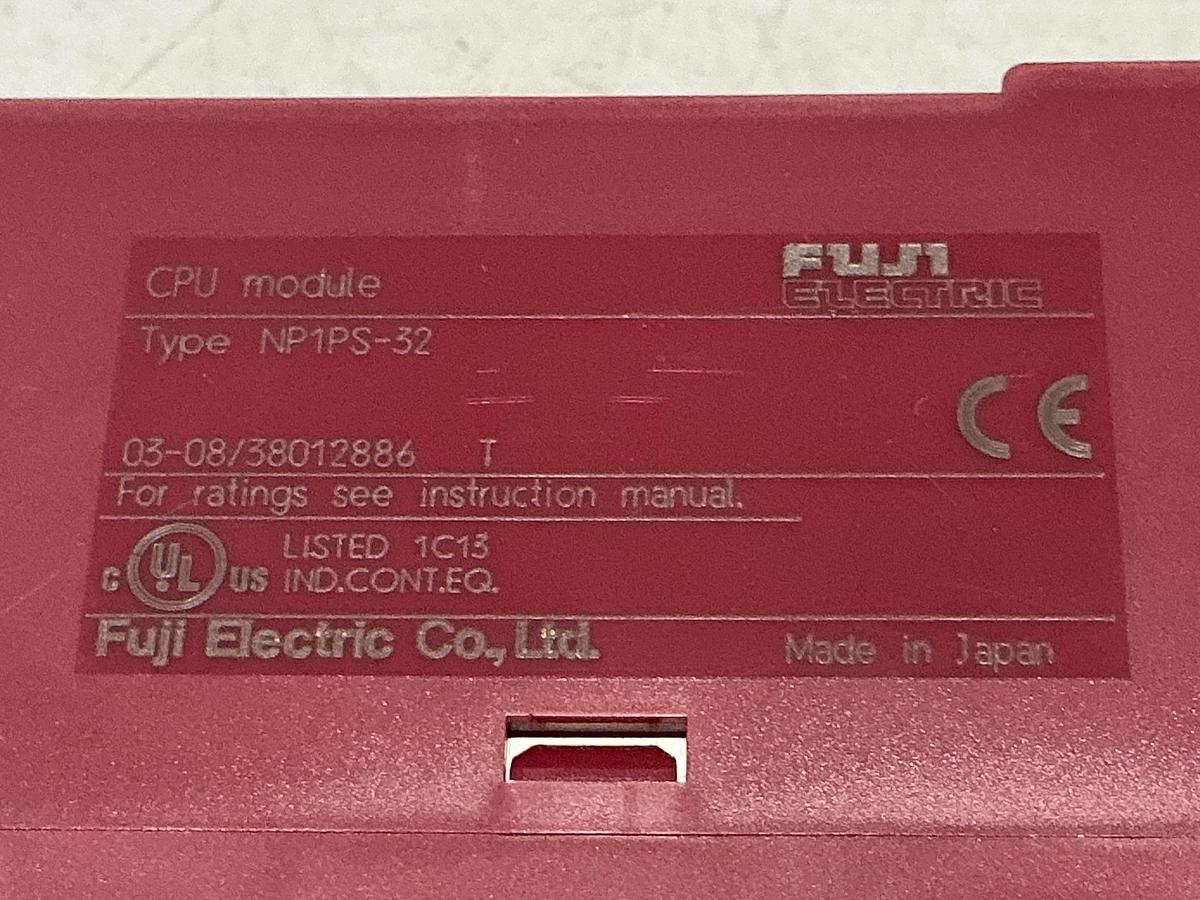 CPU module
FUJI
ELECTRIC
Type NP1PS-32
CE
03-08/38012886 T
For ratings see instruction manual.
C UL US
LISTED 1C13
IND.CONT.EQ.
Fuji Electric Co., Ltd.
Made in Japan